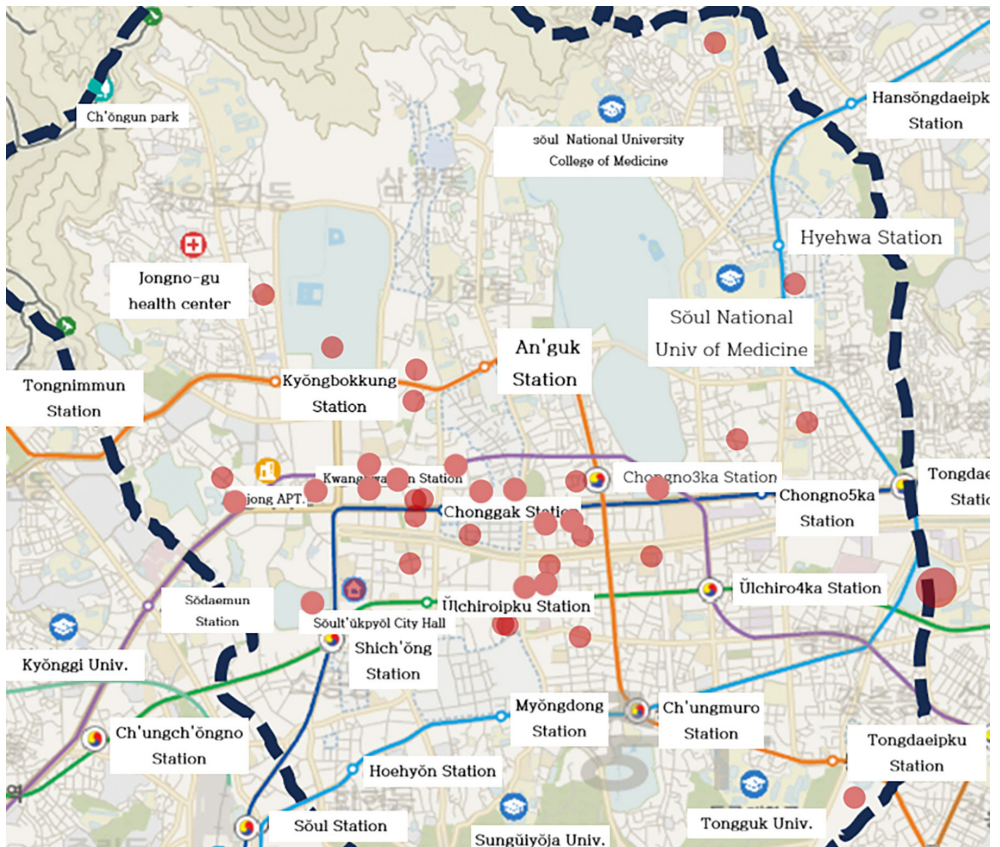 Ch'ŏngun park
sŏul National University
College of Medicine
Hansŏngdaeipk
Station
Hyehwa Station
Jongno-gu
health center
Sŏul National
Univ of Medicine
An'guk
Station
Tongnimmun
Station
Kyŏngbokkung
Station
Station
Chongno3ka Station
jong APT.
Chonggak
Chongno5ka
Station
Tongdae
Sŏdaemun
Station
Ŭlchiroipku Station
Ŭlchiro4ka Station
Sŏult'ŭkpyŏl City Hall
Shich'ŏng
Station
Kyŏnggi Univ.
Ch'ungch'ŏngno
Station
Myŏngdong
Station
Ch'ungmuro
Station
Tongdaeipku
Station
Hoehyŏn Station
Sŏul Station
Sungŭiyŏja Univ.
Tongguk Univ.